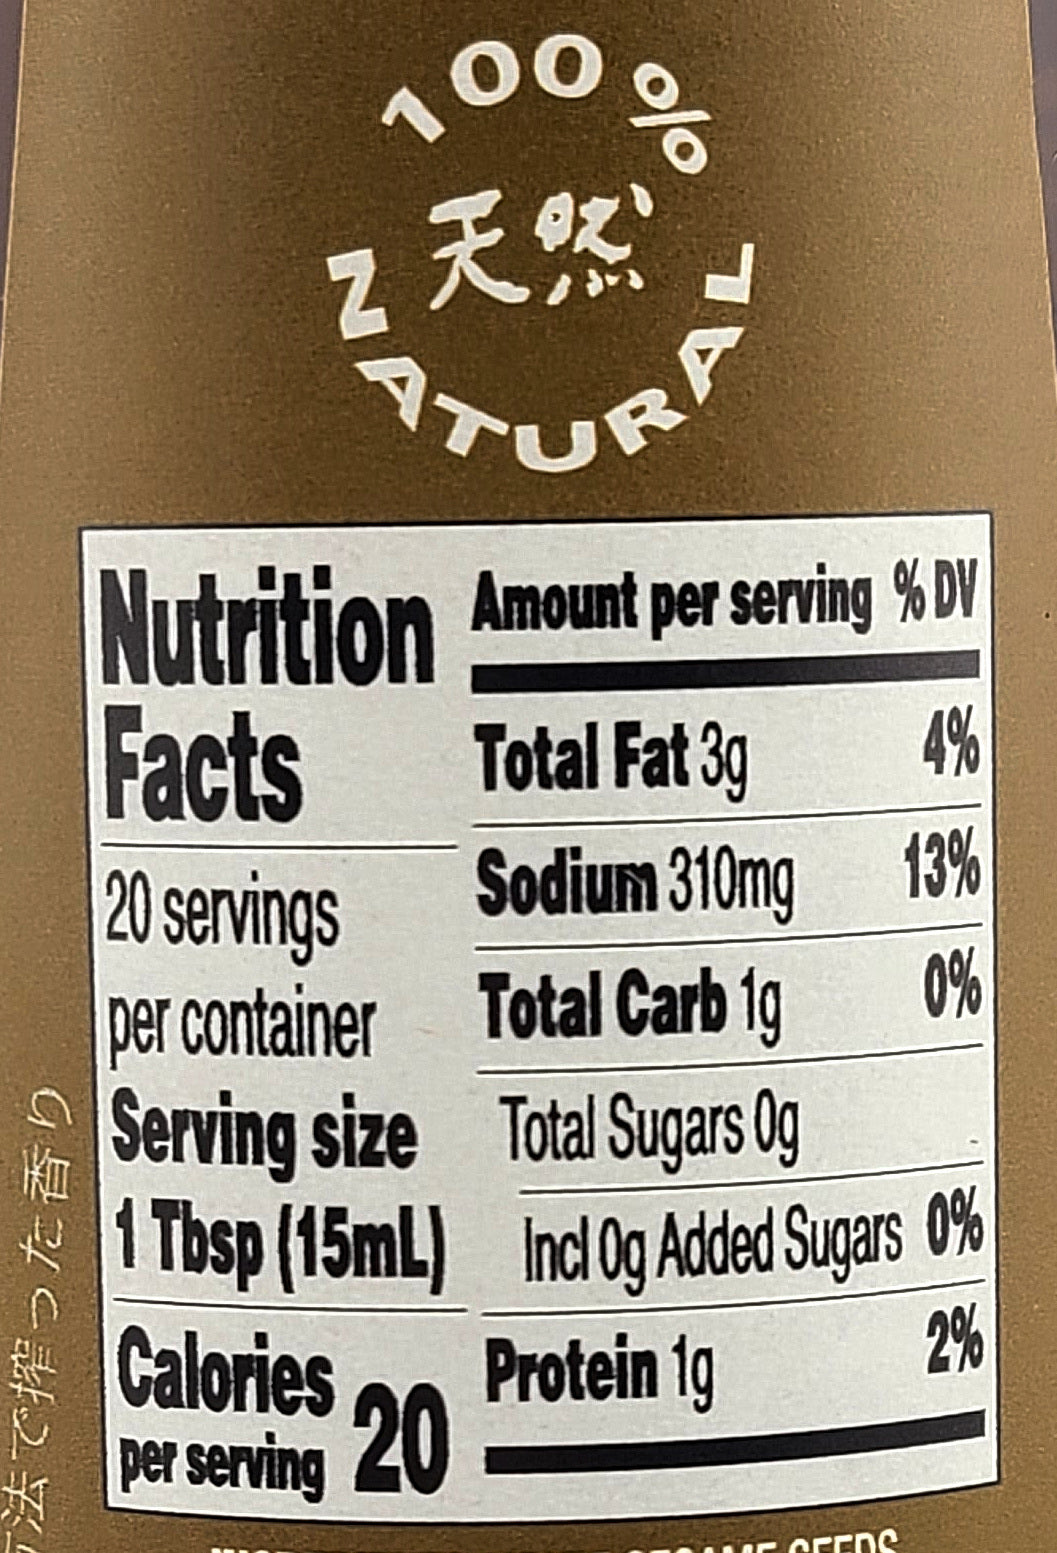 100%
天然
NATURAL
Nutrition
Facts
20 servings
per container
Serving size
1 Tbsp (15mL)
Calories
per serving 20
Amount per serving % DV
Total Fat 3g 4%
Sodium 310mg 13%
Total Carb 1g 0%
Total Sugars 0g
Incl 0g Added Sugars 0%
Protein 1g 2%
法で搾った香り
SESAME SEEDS